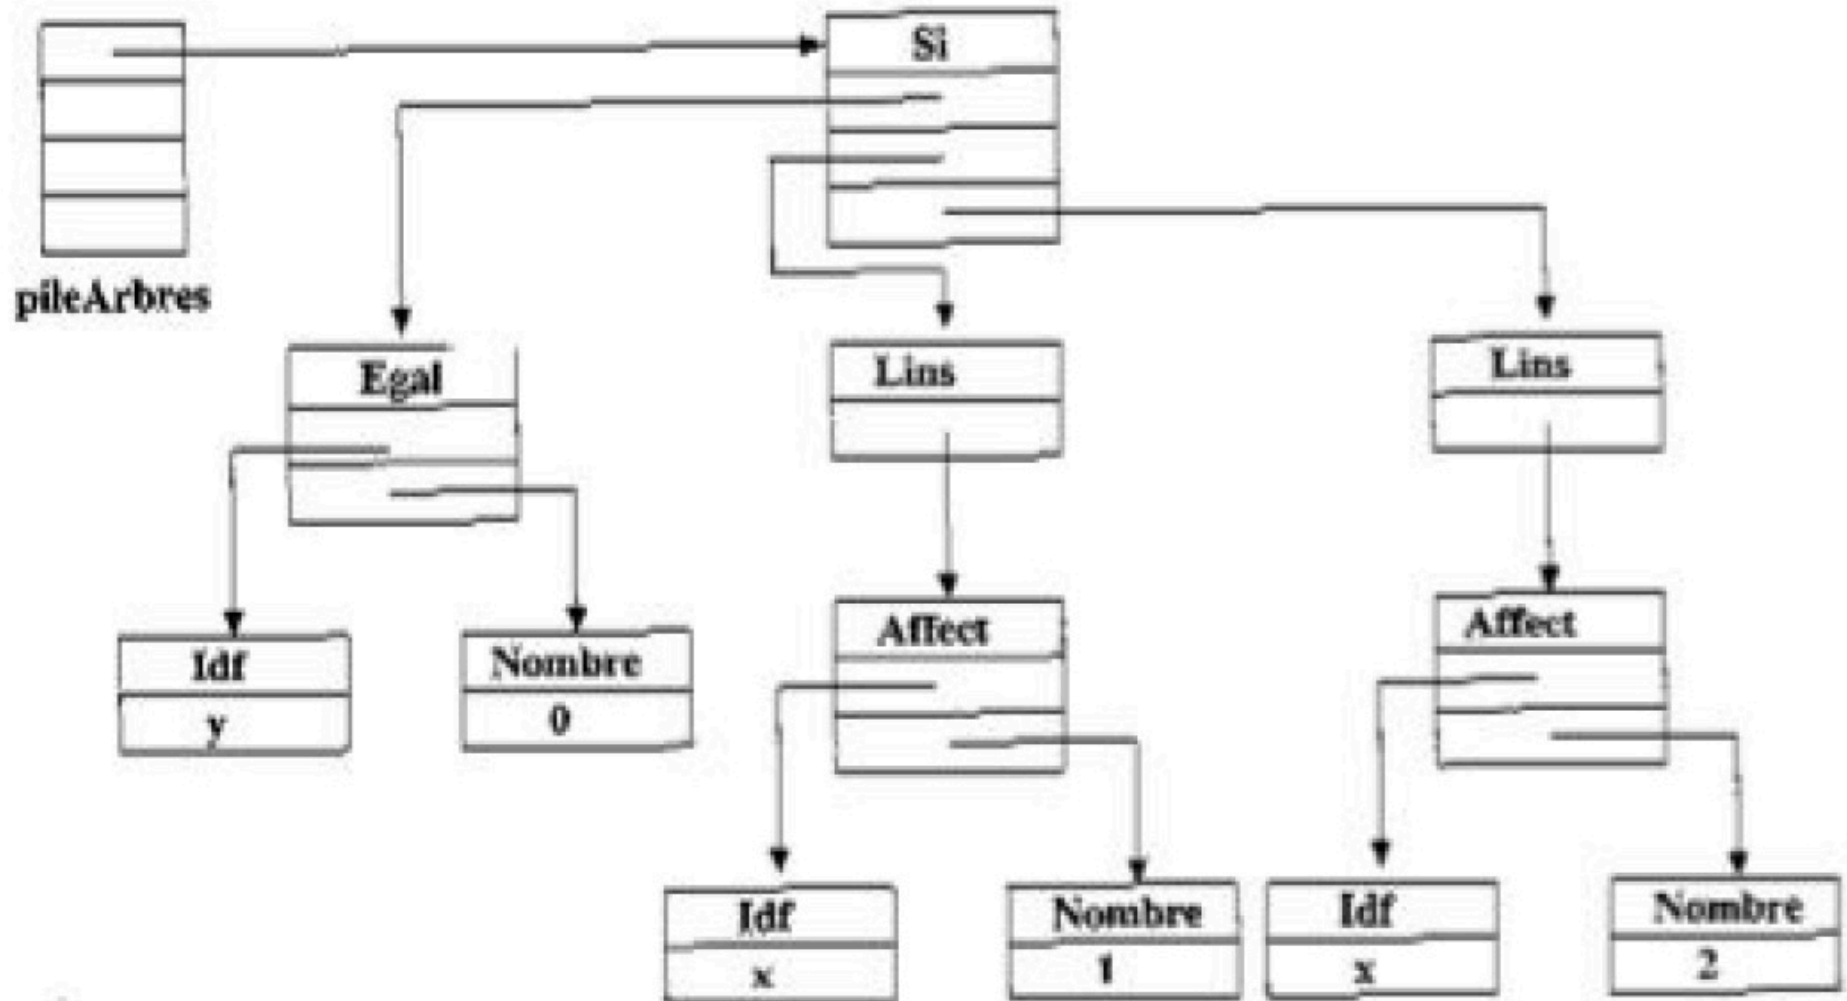 Si
pileArbres
Egal
Lins
Lins
Idf
y
Nombre
0
Affect
Affect
Idf
x
Nombre
1
Idf
x
Nombre
2